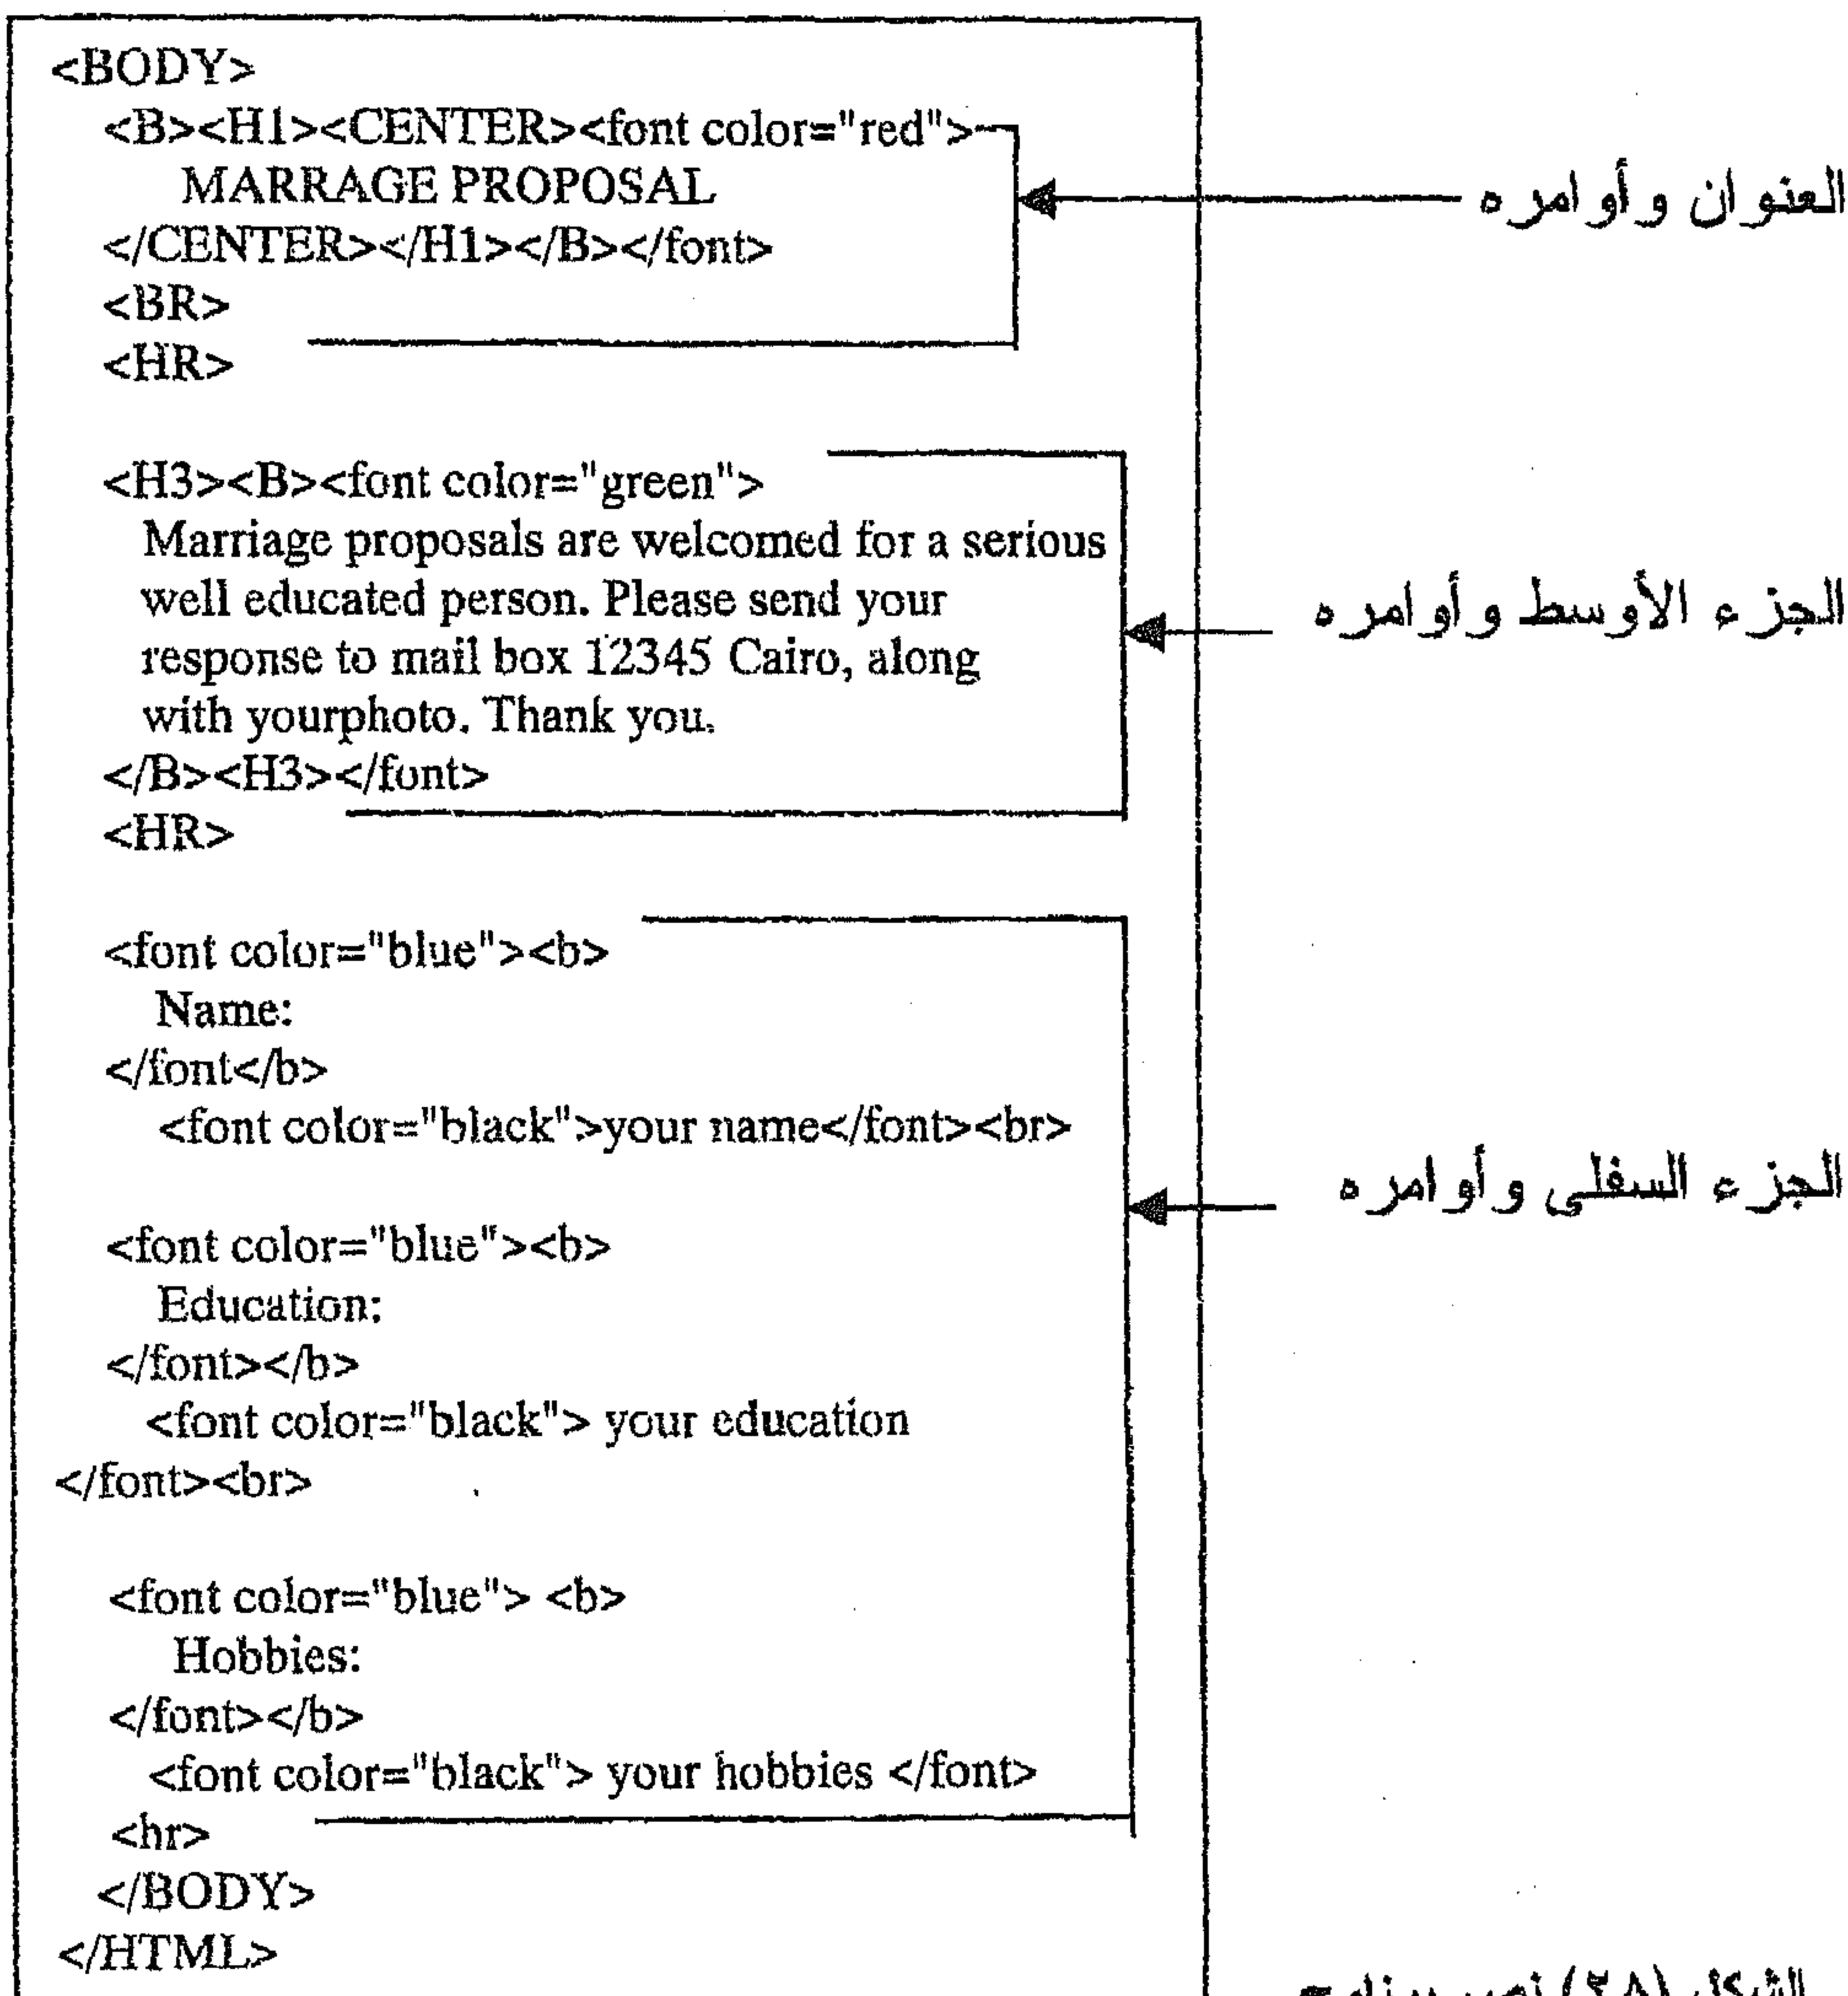 <BODY>
<B><H1><CENTER><font color="red">
MARRAGE PROPOSAL
</CENTER></H1></B></font>
<BR>
<HR>
العنوان وأوامره
<H3><B><font color="green">
Marriage proposals are welcomed for a serious
well educated person. Please send your
response to mail box 12345 Cairo, along
with yourphoto. Thank you.
</B><H3></font>
<HR>
الجزء الأوسط وأوامره
<font color="blue"><b>
Name:
</font</b>
<font color="black">your name</font><br>
<font color="blue"><b>
Education:
</font></b>
<font color="black"> your education
</font><br>
<font color="blue"> <b>
Hobbies:
</font></b>
<font color="black"> your hobbies </font>
<hr>
الجزء السفلى وأوامره
</BODY>
</HTML>
الشكل (٢٨) نص برنامج